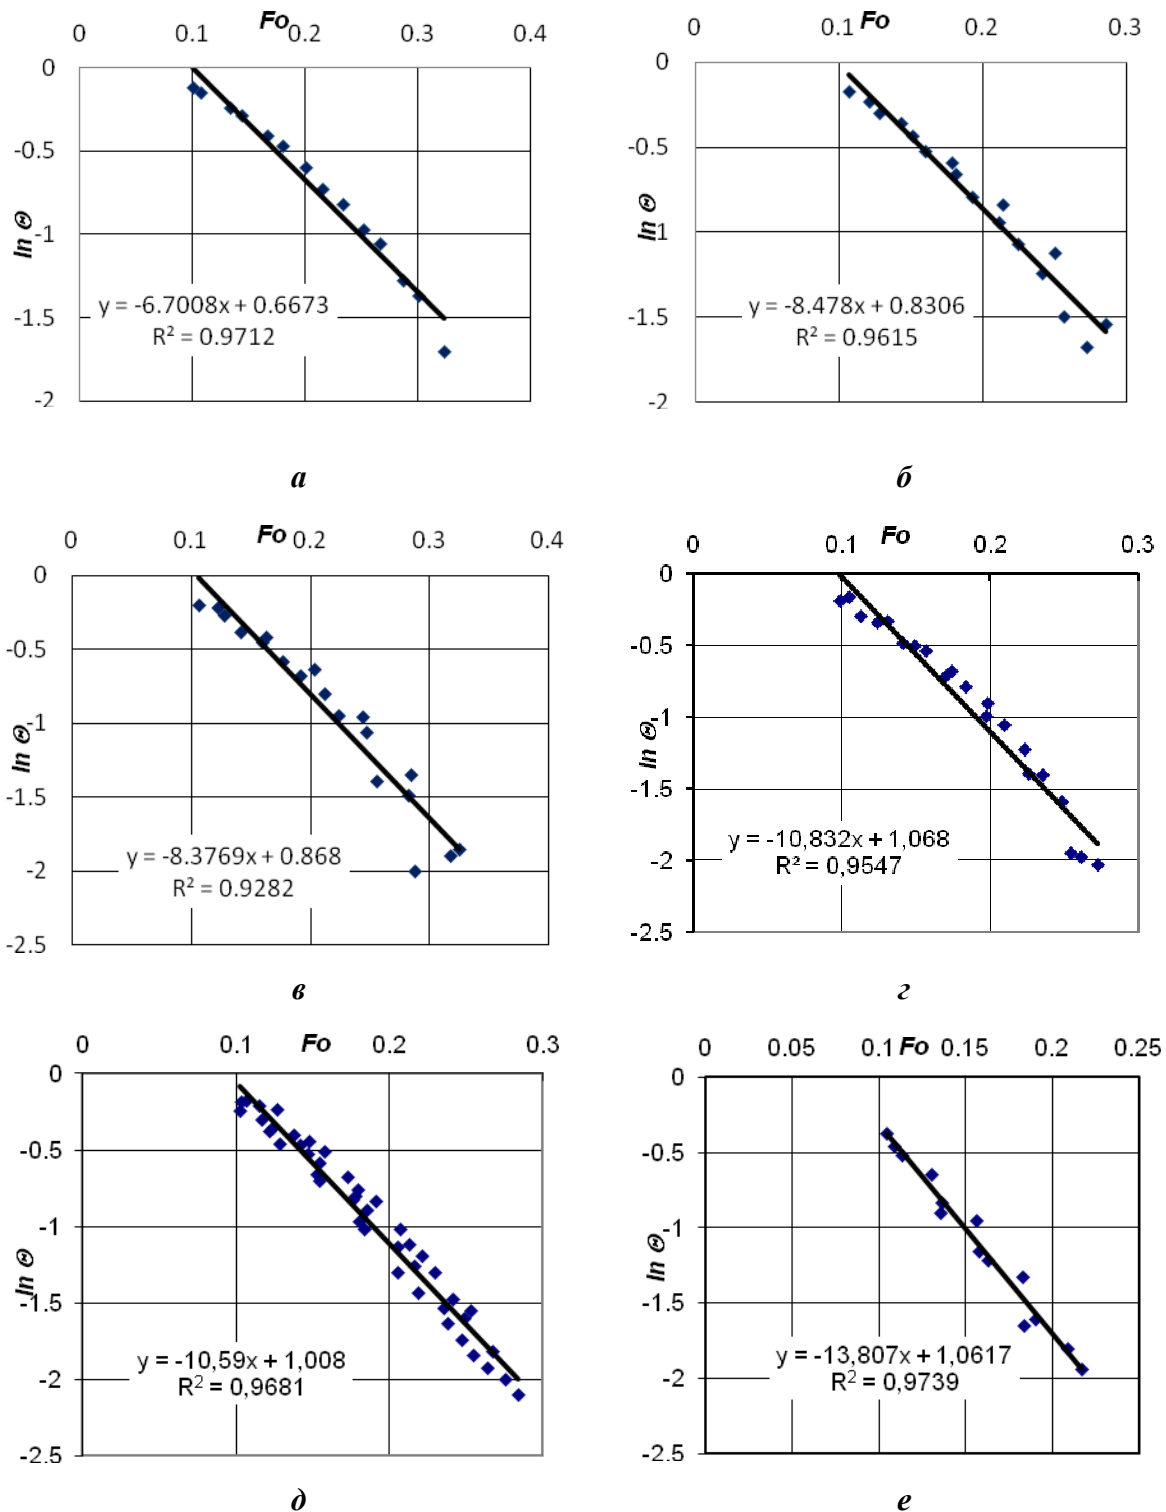 0 0.1 Fo 0.2 0.3 0.4
0
-0.5
-1
-1.5
-2
ln Θ
y = -6.7008x + 0.6673
R² = 0.9712
а
0 0.1 Fo 0.2 0.3
0
-0.5
-1
-1.5
-2
ln Θ
y = -8.478x + 0.8306
R² = 0.9615
б
0 0.1 Fo 0.2 0.3 0.4
0
-0.5
-1
-1.5
-2
-2.5
ln Θ
y = -8.3769x + 0.868
R² = 0.9282
в
0 0.1 Fo 0.2 0.3
0
-0.5
-1
-1.5
-2
-2.5
ln Θ
y = -10,832x + 1,068
R² = 0,9547
г
0 0.1 Fo 0.2 0.3
0
-0.5
-1
-1.5
-2
-2.5
ln Θ
y = -10,59x + 1,008
R² = 0,9681
д
0 0.05 0.1 Fo 0.15 0.2 0.25
0
-0.5
-1
-1.5
-2
-2.5
ln Θ
y = -13,807x + 1,0617
R² = 0,9739
е